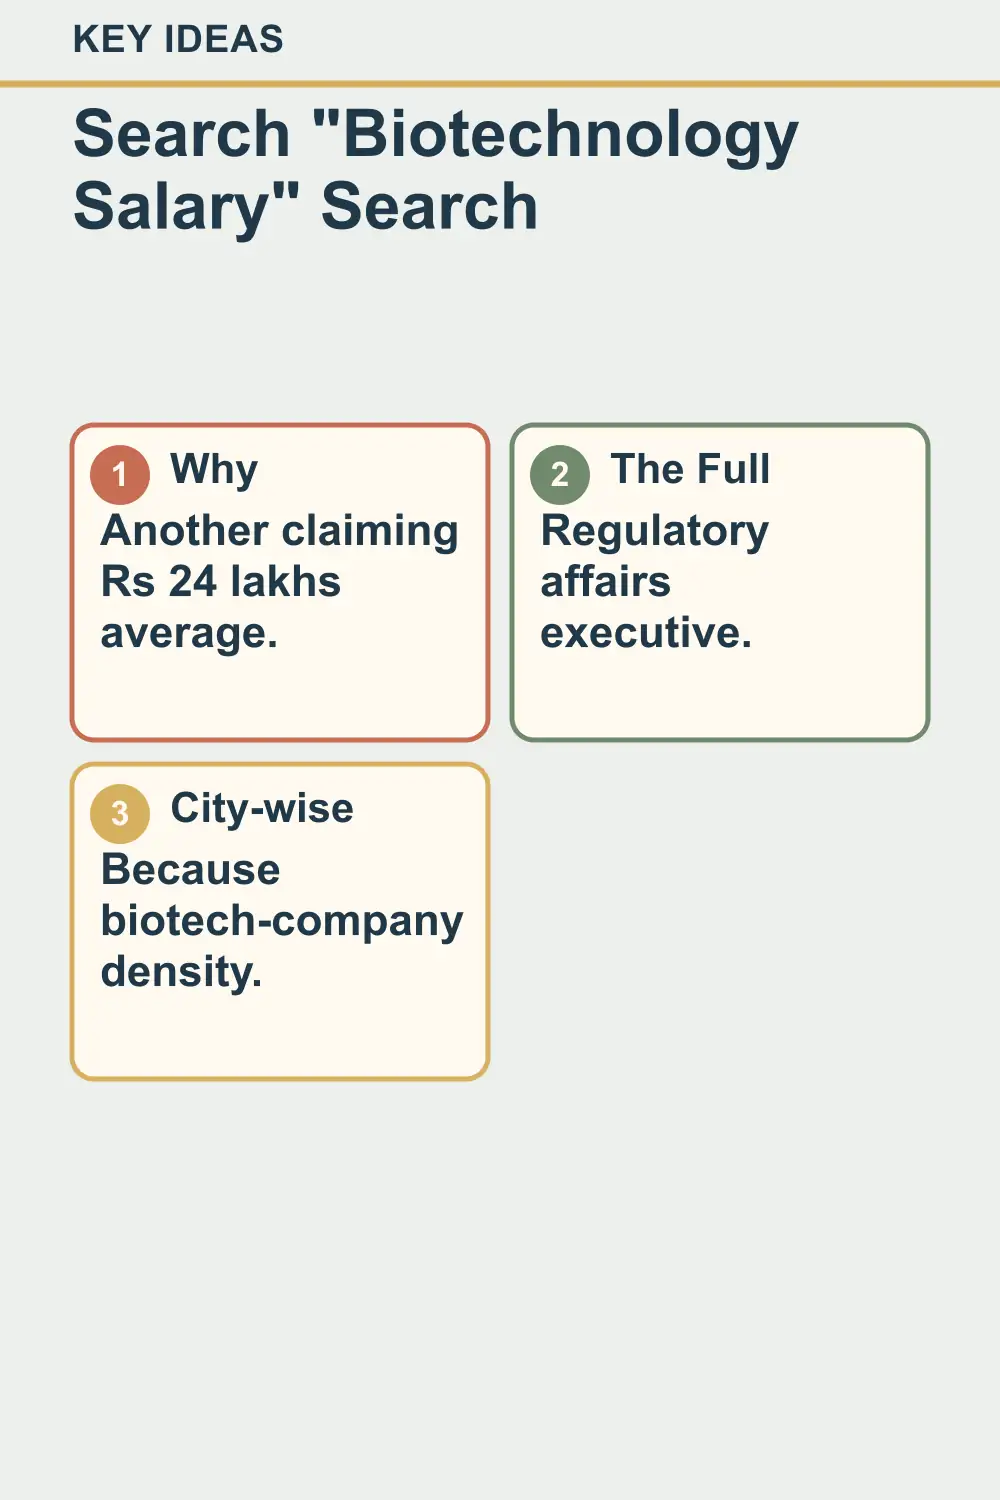 KEY IDEAS
Search "Biotechnology
Salary" Search
1 Why
Another claiming
Rs 24 lakhs
average.
2 The Full
Regulatory
affairs
executive.
3 City-wise
Because
biotech-company
density.